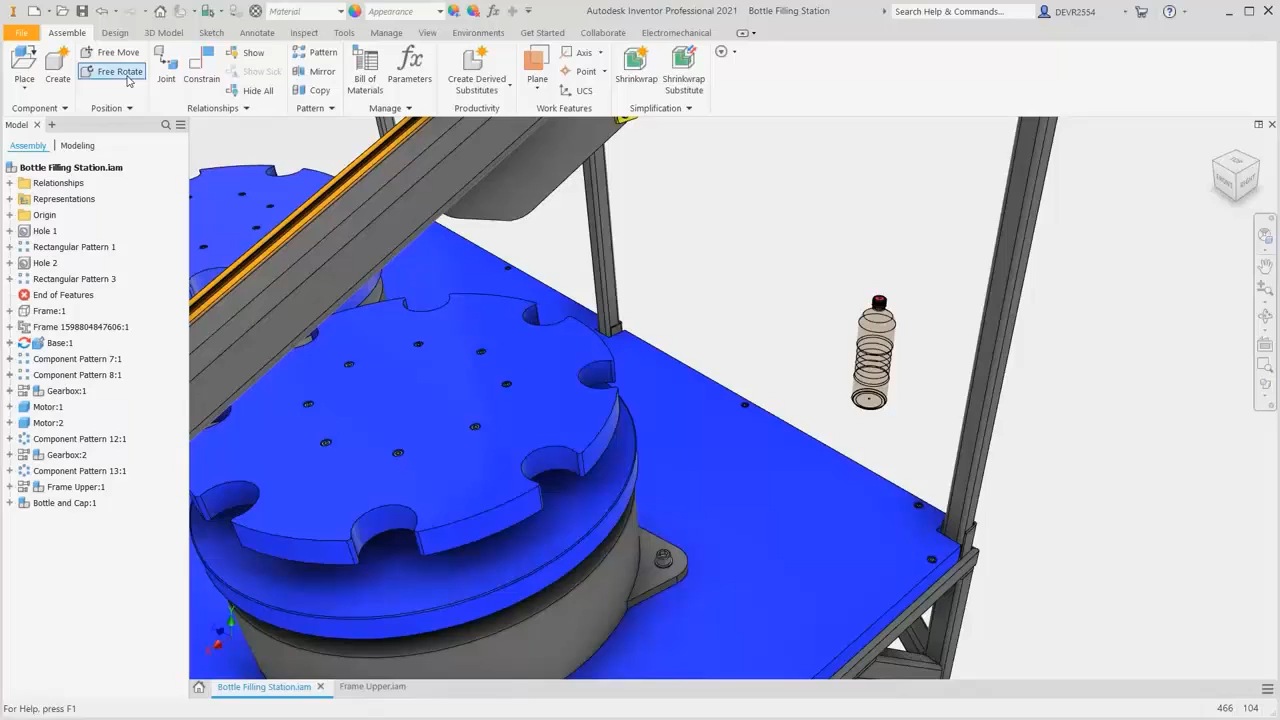 Material
Appearance
Autodesk Inventor Professional 2021 Bottle Filling Station
Search Help & Commands...
DEVR2554
File
Assembly
Design
3D Model
Sketch
Annotate
Inspect
Tools
Manage
View
Environments
Get Started
Collaborate
Electromechanical
Place
Create
Free Move
Free Rotate
Joint
Constrain
Show
Show Sick
Hide All
Pattern
Mirror
Copy
Bill of
Materials
Parameters
Create Derived
Substitutes
Plane
Axis
Point
UCS
Shrinkwrap
Shrinkwrap
Substitute
Component
Position
Relationships
Pattern
Manage
Productivity
Work Features
Simplification
Model
Assembly
Modeling
Bottle Filling Station.iam
Relationships
Representations
Origin
Hole 1
Rectangular Pattern 1
Hole 2
Rectangular Pattern 3
End of Features
Frame:1
Frame 1598804847606:1
Base:1
Component Pattern 7:1
Component Pattern 8:1
Gearbox:1
Motor:1
Motor:2
Component Pattern 12:1
Gearbox:2
Component Pattern 13:1
Frame Upper:1
Bottle and Cap:1
TOP
FRONT
RIGHT
Bottle Filling Station.iam
Frame Upper.iam
For Help, press F1
466 104